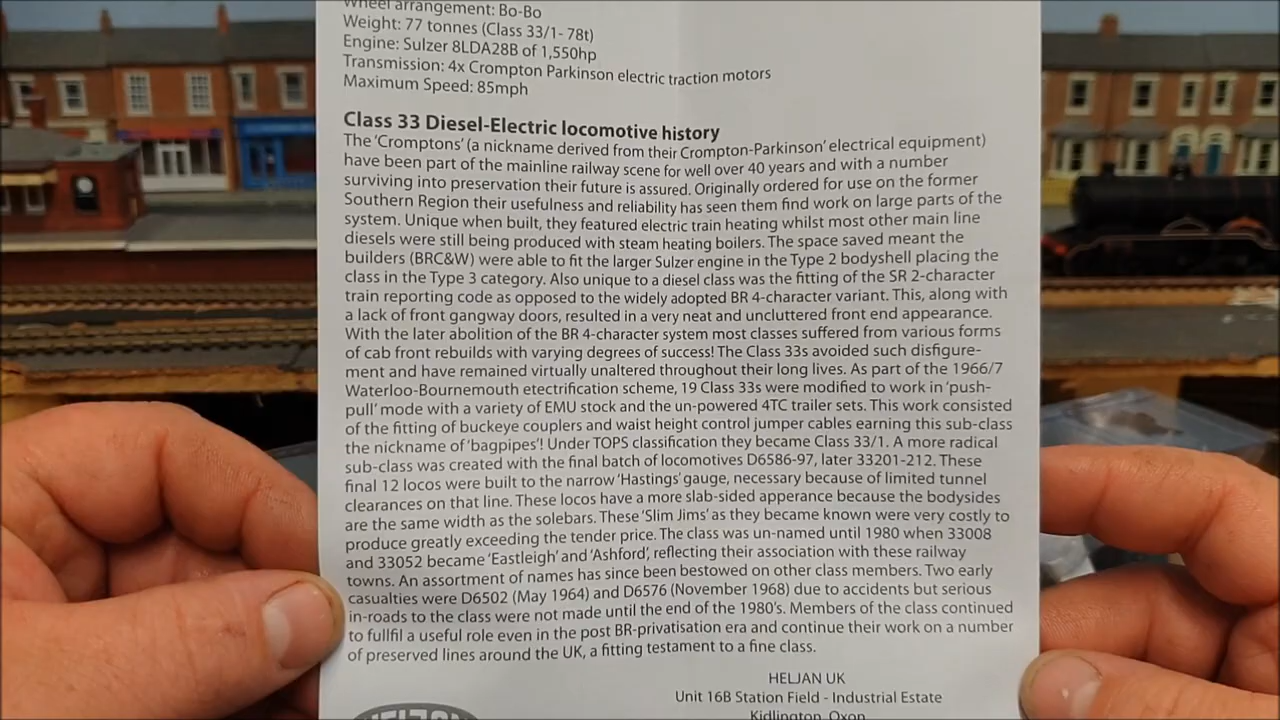 Wheel arrangement: Bo-Bo
Weight: 77 tonnes (Class 33/1- 78t)
Engine: Sulzer 8LDA28B of 1,550hp
Transmission: 4x Crompton Parkinson electric traction motors
Maximum Speed: 85mph
Class 33 Diesel-Electric locomotive history
The 'Cromptons' (a nickname derived from their Crompton-Parkinson' electrical equipment)
have been part of the mainline railway scene for well over 40 years and with a number
surviving into preservation their future is assured. Originally ordered for use on the former
Southern Region their usefulness and reliability has seen them find work on large parts of the
system. Unique when built, they featured electric train heating whilst most other main line
diesels were still being produced with steam heating boilers. The space saved meant the
builders (BRC&W) were able to fit the larger Sulzer engine in the Type 2 bodyshell placing the
class in the Type 3 category. Also unique to a diesel class was the fitting of the SR 2-character
train reporting code as opposed to the widely adopted BR 4-character variant. This, along with
a lack of front gangway doors, resulted in a very neat and uncluttered front end appearance.
With the later abolition of the BR 4-character system most classes suffered from various forms
of cab front rebuilds with varying degrees of success! The Class 33s avoided such disfigure-
ment and have remained virtually unaltered throughout their long lives. As part of the 1966/7
Waterloo-Bournemouth etectrification scheme, 19 Class 33s were modified to work in 'push-
pull' mode with a variety of EMU stock and the un-powered 4TC trailer sets. This work consisted
of the fitting of buckeye couplers and waist height control jumper cables earning this sub-class
the nickname of 'bagpipes'! Under TOPS classification they became Class 33/1. A more radical
sub-class was created with the final batch of locomotives D6586-97, later 33201-212. These
final 12 locos were built to the narrow 'Hastings' gauge, necessary because of limited tunnel
clearances on that line. These locos have a more slab-sided apperance because the bodysides
are the same width as the solebars. These 'Slim Jims' as they became known were very costly to
produce greatly exceeding the tender price. The class was un-named until 1980 when 33008
and 33052 became 'Eastleigh' and 'Ashford', reflecting their association with these railway
towns. An assortment of names has since been bestowed on other class members. Two early
casualties were D6502 (May 1964) and D6576 (November 1968) due to accidents but serious
in-roads to the class were not made until the end of the 1980's. Members of the class continued
to fullfil a useful role even in the post BR-privatisation era and continue their work on a number
of preserved lines around the UK, a fitting testament to a fine class.
HELJAN UK
Unit 16B Station Field - Industrial Estate
Kidlington, Oxon